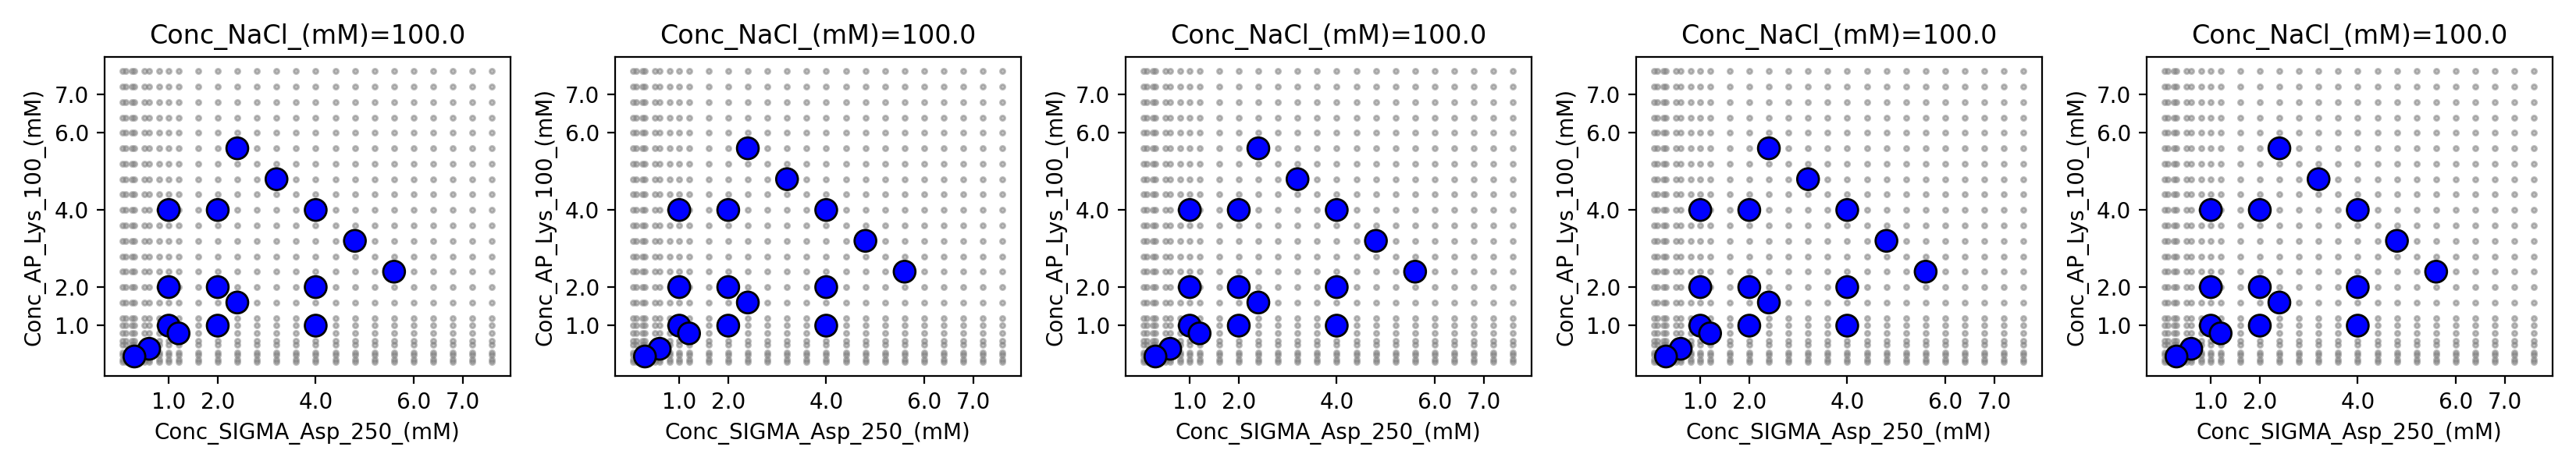 Conc_NaCl_(mM)=100.0 Conc_NaCl_(mM)=100.0 Conc_NaCl_(mM)=100.0 Conc_NaCl_(mM)=100.0 Conc_NaCl_(mM)=100.0
Conc_AP_Lys_100_(mM) Conc_AP_Lys_100_(mM) Conc_AP_Lys_100_(mM) Conc_AP_Lys_100_(mM) Conc_AP_Lys_100_(mM)
7.0 7.0 7.0 7.0 7.0
6.0 6.0 6.0 6.0 6.0
4.0 4.0 4.0 4.0 4.0
2.0 2.0 2.0 2.0 2.0
1.0 1.0 1.0 1.0 1.0
1.0 2.0 4.0 6.0 7.0 1.0 2.0 4.0 6.0 7.0 1.0 2.0 4.0 6.0 7.0 1.0 2.0 4.0 6.0 7.0 1.0 2.0 4.0 6.0 7.0
Conc_SIGMA_Asp_250_(mM) Conc_SIGMA_Asp_250_(mM) Conc_SIGMA_Asp_250_(mM) Conc_SIGMA_Asp_250_(mM) Conc_SIGMA_Asp_250_(mM)